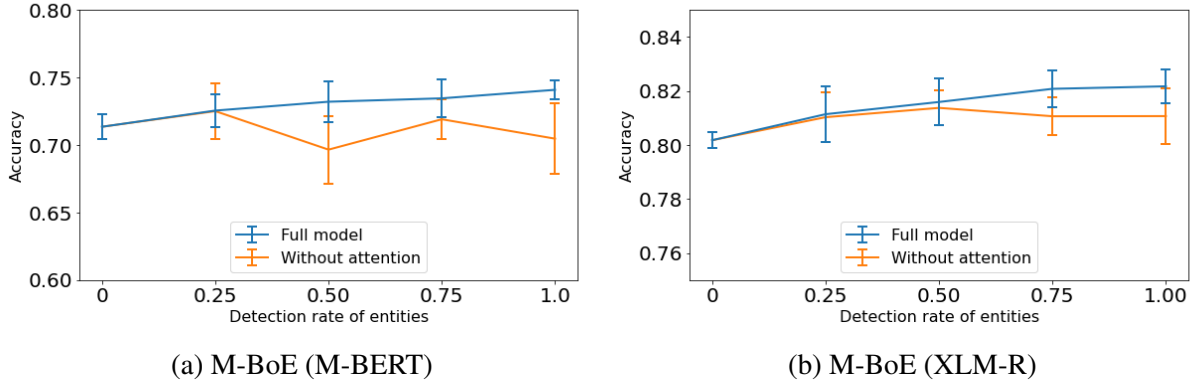 0.80
0.75
0.70
0.65
0.60
Accuracy
0 0.25 0.50 0.75 1.0
Detection rate of entities
Full model
Without attention
(a) M-BoE (M-BERT)
0.84
0.82
0.80
0.78
0.76
Accuracy
0 0.25 0.50 0.75 1.00
Detection rate of entities
Full model
Without attention
(b) M-BoE (XLM-R)